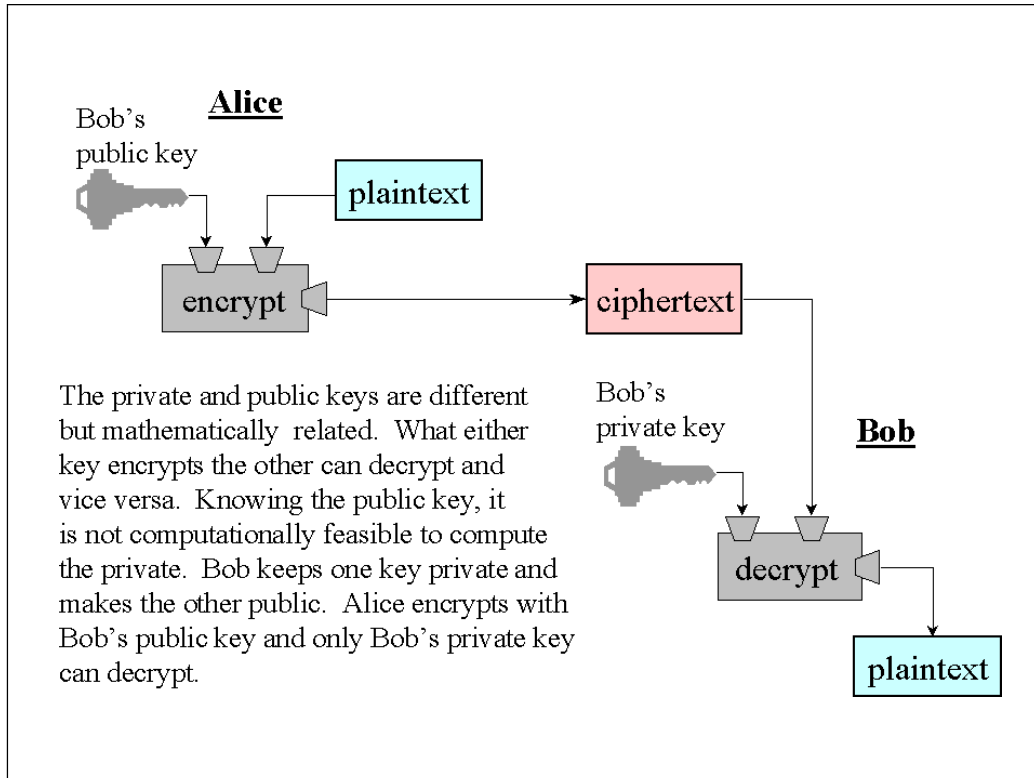 Alice
Bob's
public key
plaintext
encrypt
ciphertext
The private and public keys are different
but mathematically related. What either
key encrypts the other can decrypt and
vice versa. Knowing the public key, it
is not computationally feasible to compute
the private. Bob keeps one key private and
makes the other public. Alice encrypts with
Bob's public key and only Bob's private key
can decrypt.
Bob's
private key
Bob
decrypt
plaintext